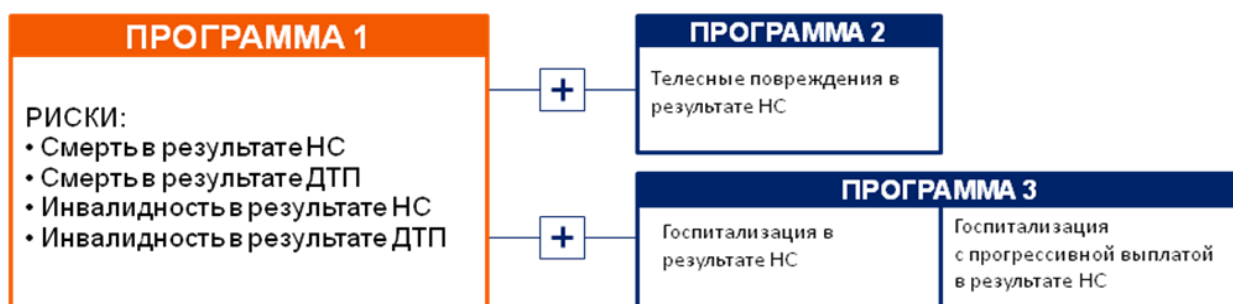 ПРОГРАММА 1
РИСКИ:
• Смерть в результате НС
• Смерть в результате ДТП
• Инвалидность в результате НС
• Инвалидность в результате ДТП
+
ПРОГРАММА 2
Телесные повреждения в
результате НС
+
ПРОГРАММА 3
Госпитализация в
результате НС
Госпитализация
с прогрессивной выплатой
в результате НС